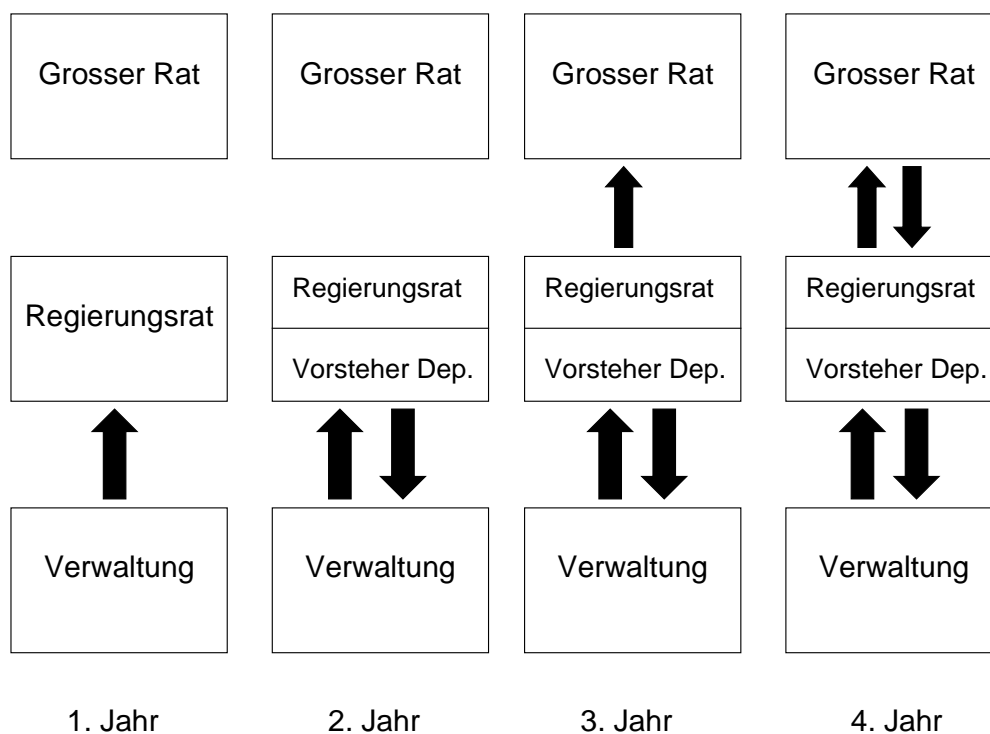 Grosser Rat
Grosser Rat
Grosser Rat
Grosser Rat
Regierungsrat
Regierungsrat
Vorsteher Dep.
Regierungsrat
Vorsteher Dep.
Regierungsrat
Vorsteher Dep.
Verwaltung
Verwaltung
Verwaltung
Verwaltung
1. Jahr
2. Jahr
3. Jahr
4. Jahr